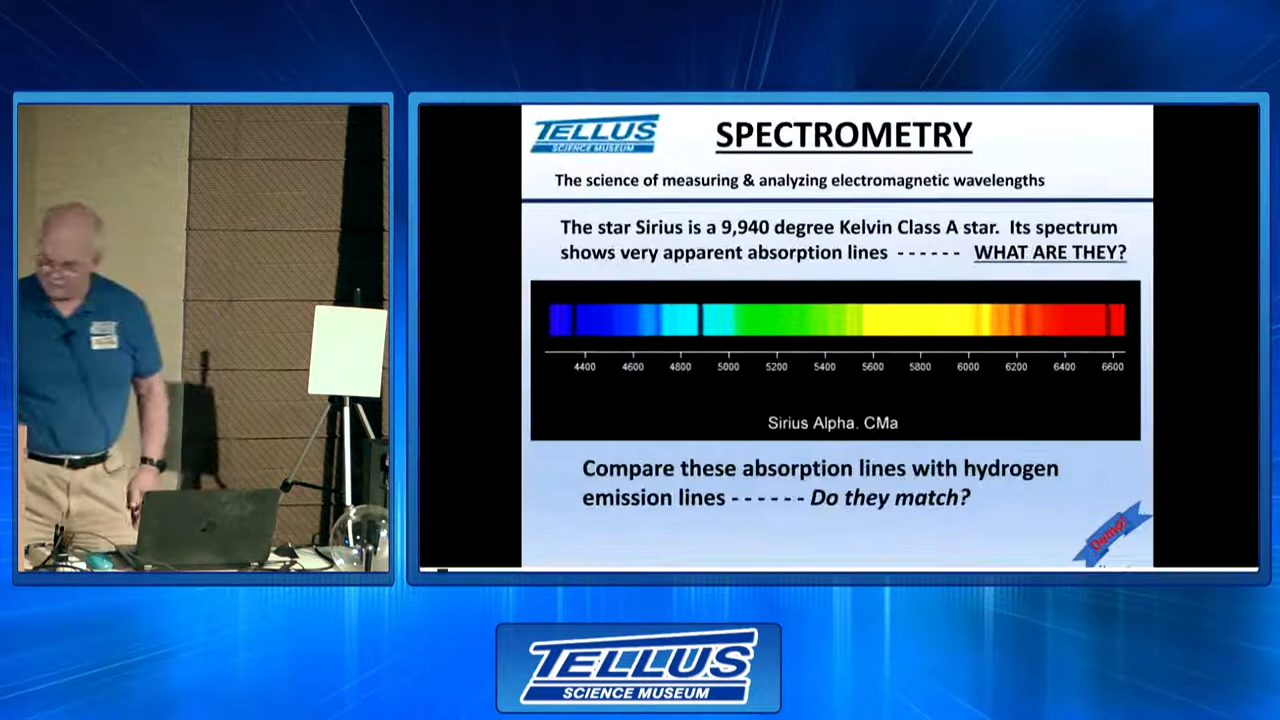 TELLUS
SCIENCE MUSEUM
SPECTROMETRY
The science of measuring & analyzing electromagnetic wavelengths
The star Sirius is a 9,940 degree Kelvin Class A star. Its spectrum
shows very apparent absorption lines - - - - - - WHAT ARE THEY?
4400 4600 4800 5000 5200 5400 5600 5800 6000 6200 6400 6600
Sirius Alpha. CMa
Compare these absorption lines with hydrogen
emission lines - - - - - - Do they match?
Demo!
TELLUS
SCIENCE MUSEUM